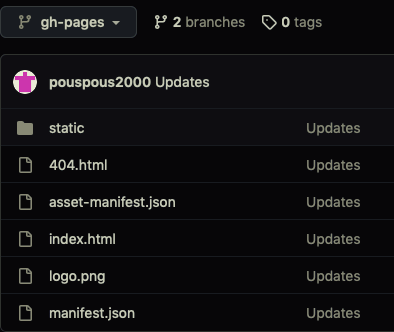 gh-pages 2 branches 0 tags
pouspous2000 Updates
static Updates
404.html Updates
asset-manifest.json Updates
index.html Updates
logo.png Updates
manifest.json Updates